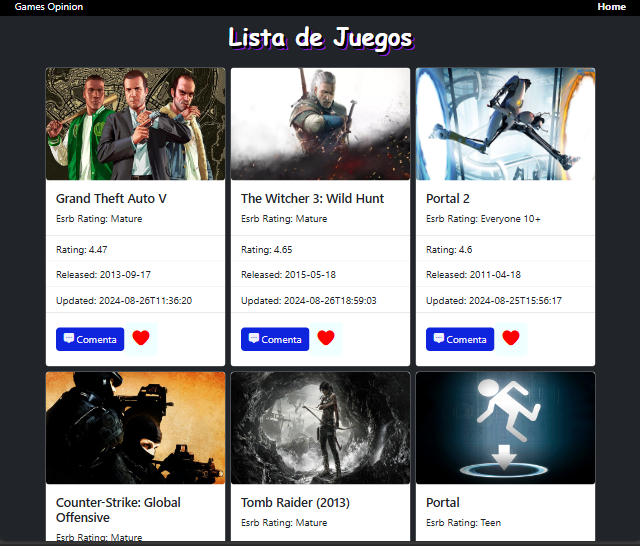 Games Opinion
Home
Lista de Juegos
Grand Theft Auto V
Esrb Rating: Mature
Rating: 4.47
Released: 2013-09-17
Updated: 2024-08-26T11:36:20
Comenta
The Witcher 3: Wild Hunt
Esrb Rating: Mature
Rating: 4.65
Released: 2015-05-18
Updated: 2024-08-26T18:59:03
Comenta
Portal 2
Esrb Rating: Everyone 10+
Rating: 4.6
Released: 2011-04-18
Updated: 2024-08-25T15:56:17
Comenta
Counter-Strike: Global
Offensive
Esrb Rating: Mature
Tomb Raider (2013)
Esrb Rating: Mature
Portal
Esrb Rating: Teen